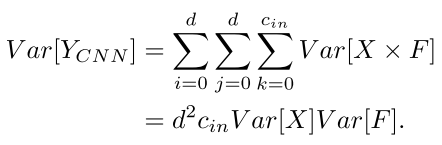 $Var[Y_{CNN}] = \sum_{i=0}^{d} \sum_{j=0}^{d} \sum_{k=0}^{c_{in}} Var[X \times F]$
$= d^2 c_{in} Var[X] Var[F].$